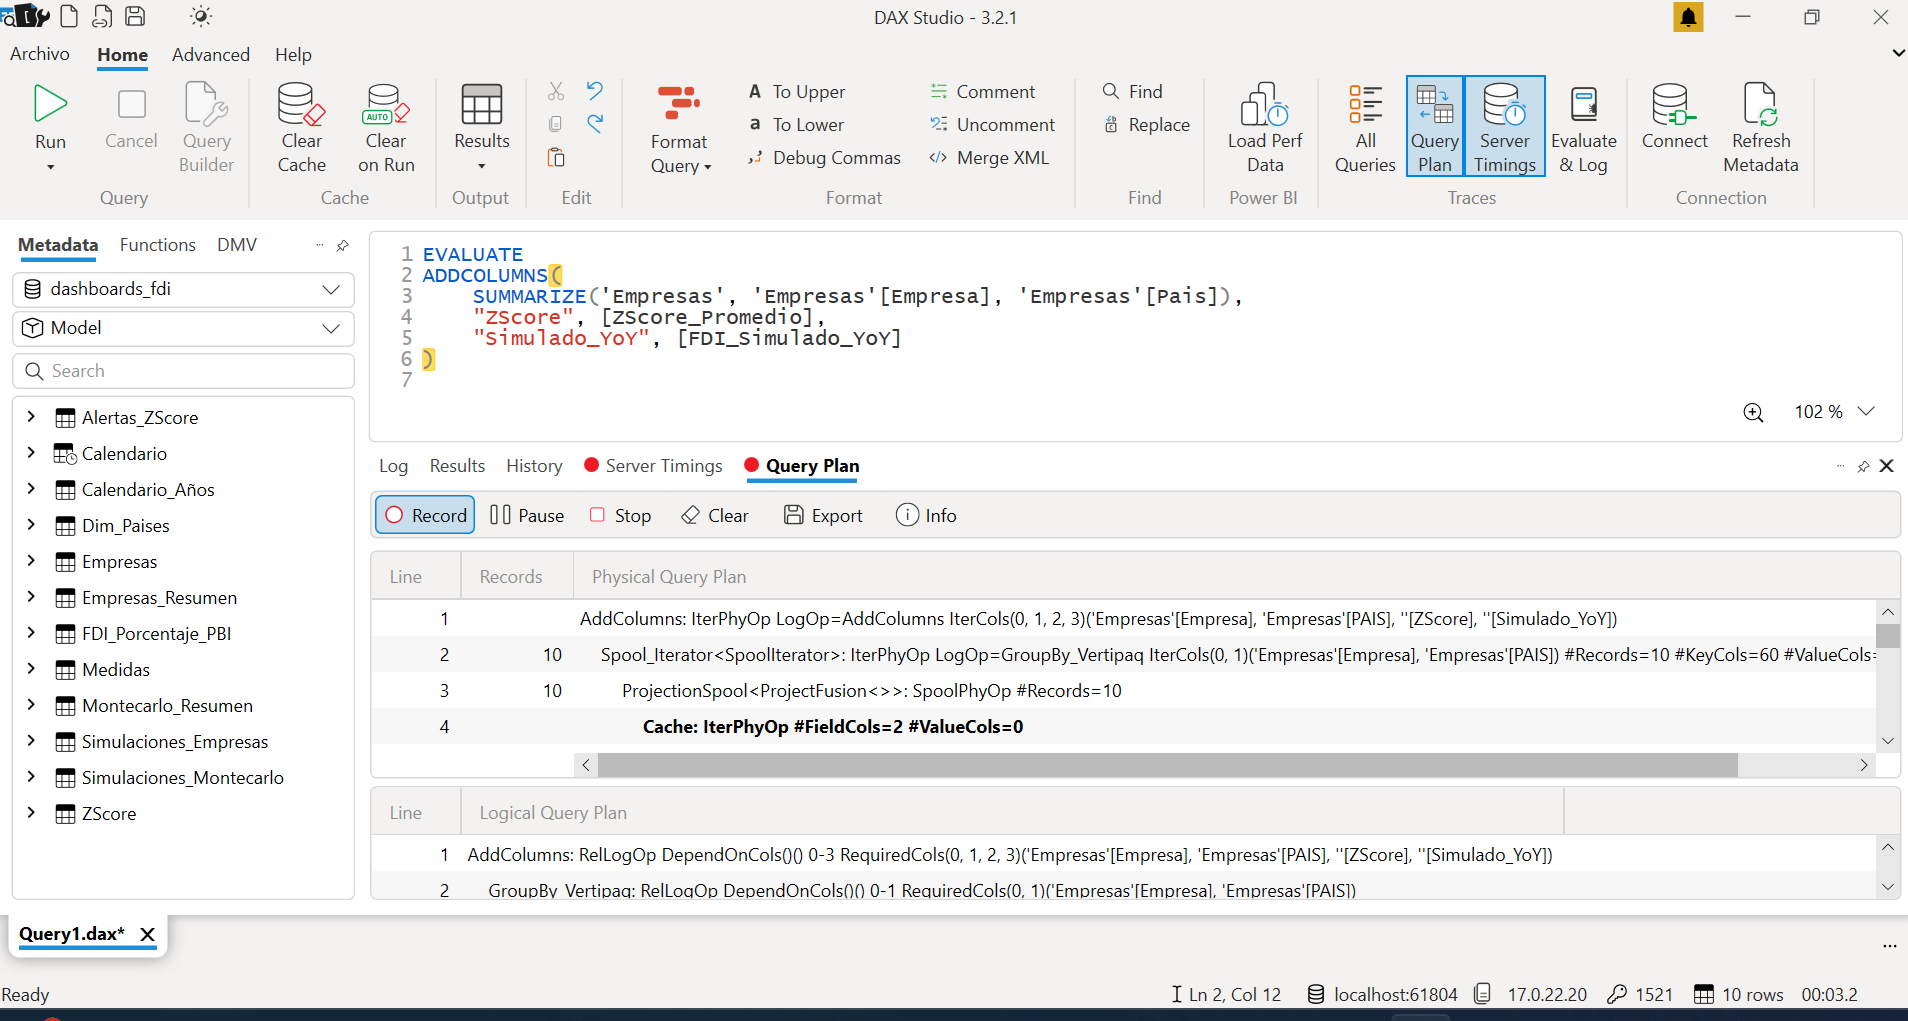 DAX Studio - 3.2.1
Archivo Home Advanced Help
Run Cancel Query Builder
Query
Clear Cache Clear on Run
AUTO
Cache
Results
Output
Edit
Format Query
A To Upper
a To Lower
Debug Commas
Comment
Uncomment
Merge XML
Format
Find
Replace
Find
Load Perf Data
Power BI
All Queries Query Plan Server Timings Evaluate & Log
Traces
Connect Refresh Metadata
Connection
Metadata Functions DMV
dashboards_fdi
Model
Search
Alertas_ZScore
Calendario
Calendario_Años
Dim_Paises
Empresas
Empresas_Resumen
FDI_Porcentaje_PBI
Medidas
Montecarlo_Resumen
Simulaciones_Empresas
Simulaciones_Montecarlo
ZScore
1 EVALUATE
2 ADDCOLUMNS(
3 SUMMARIZE('Empresas', 'Empresas'[Empresa], 'Empresas'[Pais]),
4 "ZScore", [ZScore_Promedio],
5 "Simulado_YoY", [FDI_Simulado_YoY]
6 )
7
102 %
Log Results History Server Timings Query Plan
Record Pause Stop Clear Export Info
Line Records Physical Query Plan
1 AddColumns: IterPhyOp LogOp=AddColumns IterCols(0, 1, 2, 3)('Empresas'[Empresa], 'Empresas'[PAIS], ''[ZScore], ''[Simulado_YoY])
2 10 Spool_Iterator<SpoolIterator>: IterPhyOp LogOp=GroupBy_Vertipaq IterCols(0, 1)('Empresas'[Empresa], 'Empresas'[PAIS]) #Records=10 #KeyCols=60 #ValueCols=
3 10 ProjectionSpool<ProjectFusion<>>: SpoolPhyOp #Records=10
4 Cache: IterPhyOp #FieldCols=2 #ValueCols=0
Line Logical Query Plan
1 AddColumns: RelLogOp DependOnCols()() 0-3 RequiredCols(0, 1, 2, 3)('Empresas'[Empresa], 'Empresas'[PAIS], ''[ZScore], ''[Simulado_YoY])
2 GroupBy_Vertipaq: RelLogOp DependOnCols()() 0-1 RequiredCols(0, 1)('Empresas'[Empresa], 'Empresas'[PAIS])
Query1.dax*
Ready Ln 2, Col 12 localhost:61804 17.0.22.20 1521 10 rows 00:03.2